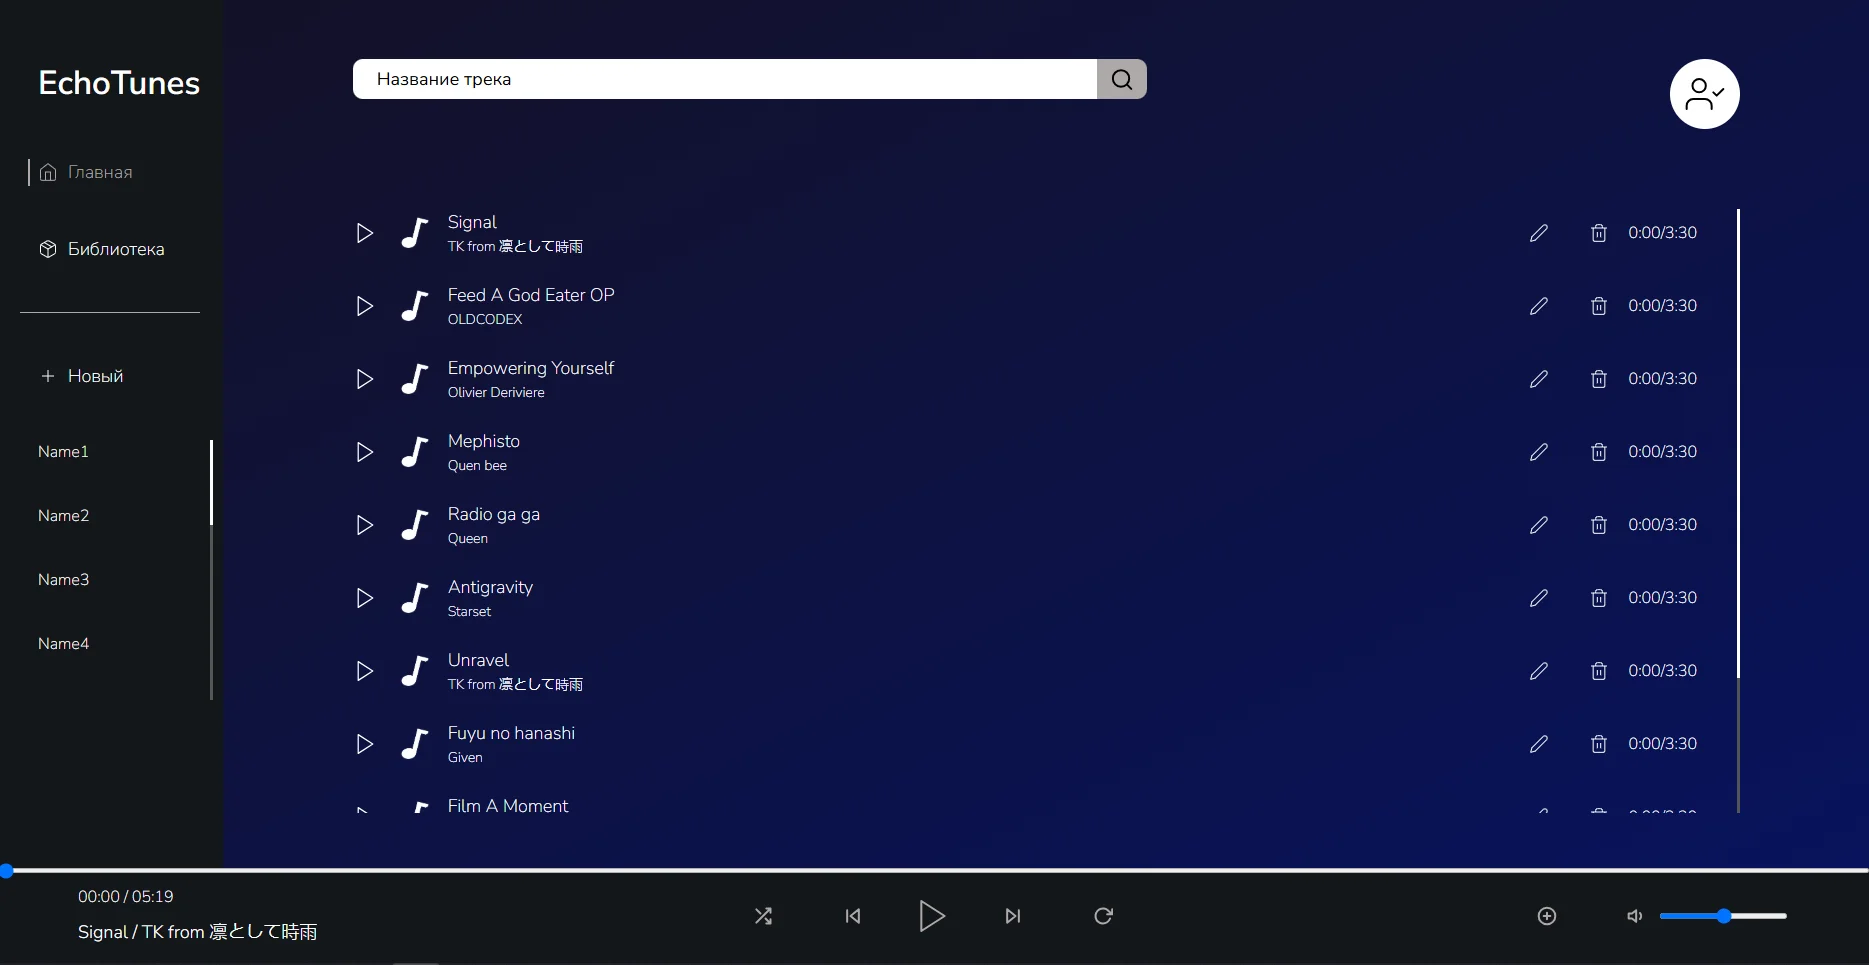 EchoTunes
Название трека
Главная
Библиотека
Новый
Name1
Name2
Name3
Name4
Signal
TK from 凛として時雨
0:00/3:30
Feed A God Eater OP
OLDCODEX
0:00/3:30
Empowering Yourself
Olivier Deriviere
0:00/3:30
Mephisto
Quen bee
0:00/3:30
Radio ga ga
Queen
0:00/3:30
Antigravity
Starset
0:00/3:30
Unravel
TK from 凛として時雨
0:00/3:30
Fuyu no hanashi
Given
0:00/3:30
Film A Moment
00:00 / 05:19
Signal / TK from 凛として時雨